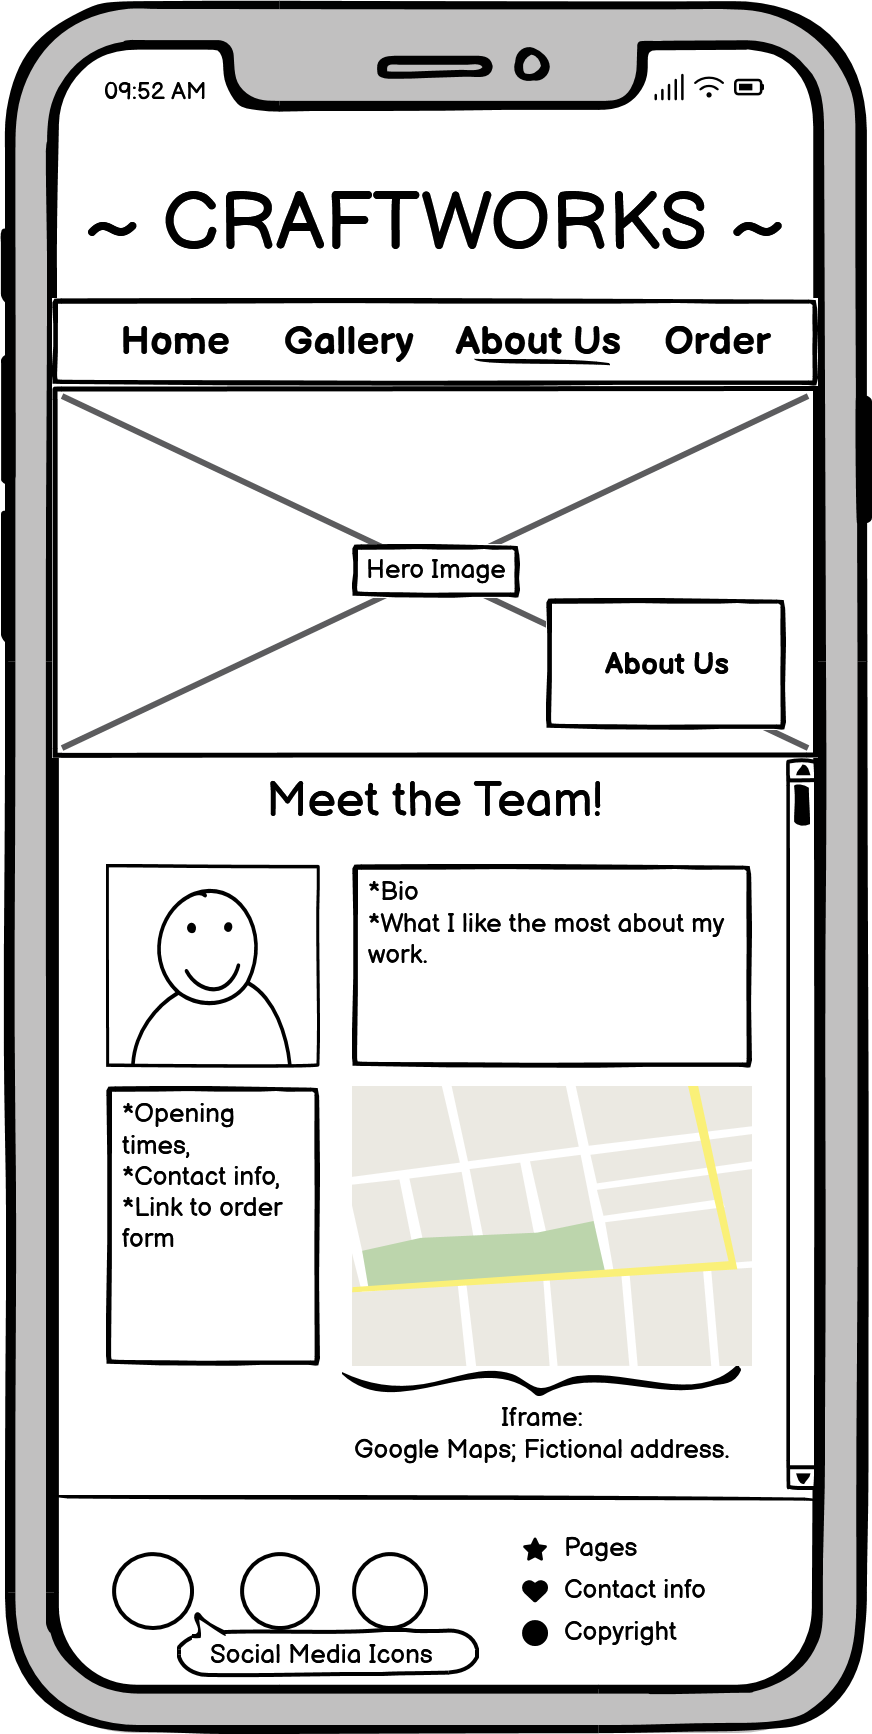 09:52 AM
~ CRAFTWORKS ~
Home Gallery About Us Order
Hero Image
About Us
Meet the Team!
*Bio
*What I like the most about my
work.
*Opening
times,
*Contact info,
*Link to order
form
Iframe:
Google Maps; Fictional address.
Pages
Contact info
Copyright
Social Media Icons